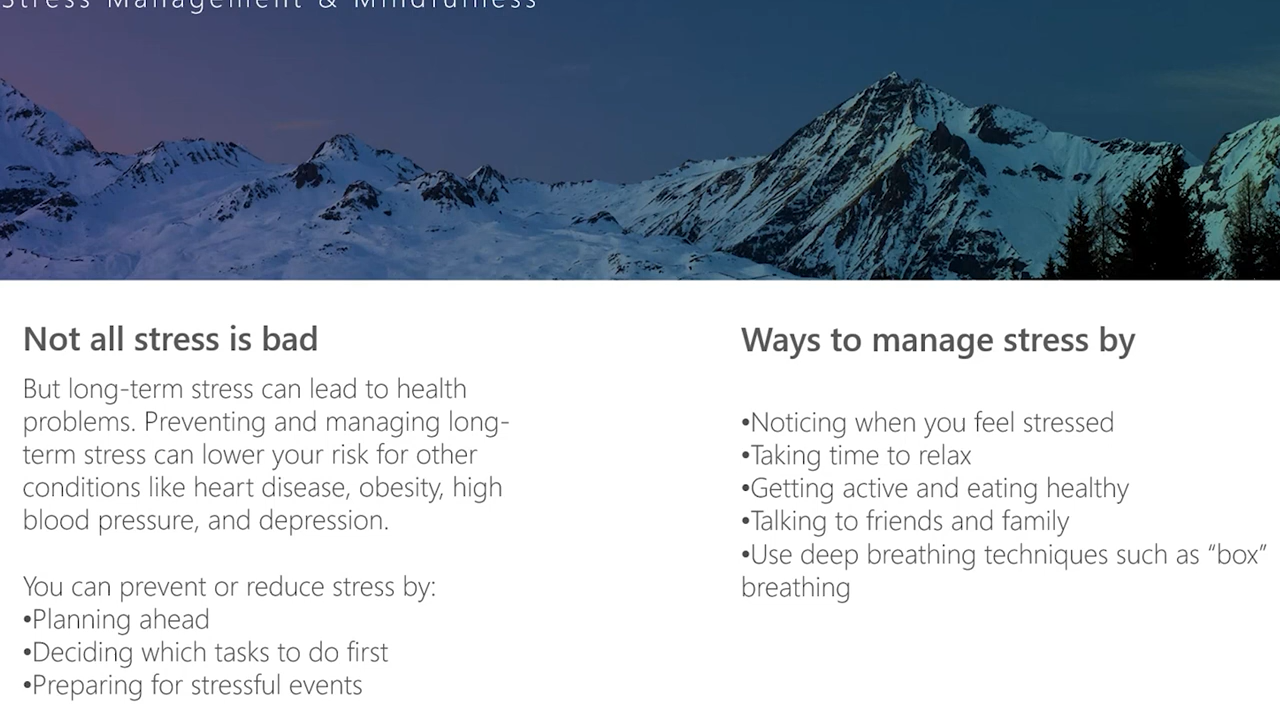 Stress Management & Mindfulness
Not all stress is bad
But long-term stress can lead to health
problems. Preventing and managing long-
term stress can lower your risk for other
conditions like heart disease, obesity, high
blood pressure, and depression.
You can prevent or reduce stress by:
•Planning ahead
•Deciding which tasks to do first
•Preparing for stressful events
Ways to manage stress by
•Noticing when you feel stressed
•Taking time to relax
•Getting active and eating healthy
•Talking to friends and family
•Use deep breathing techniques such as “box”
breathing